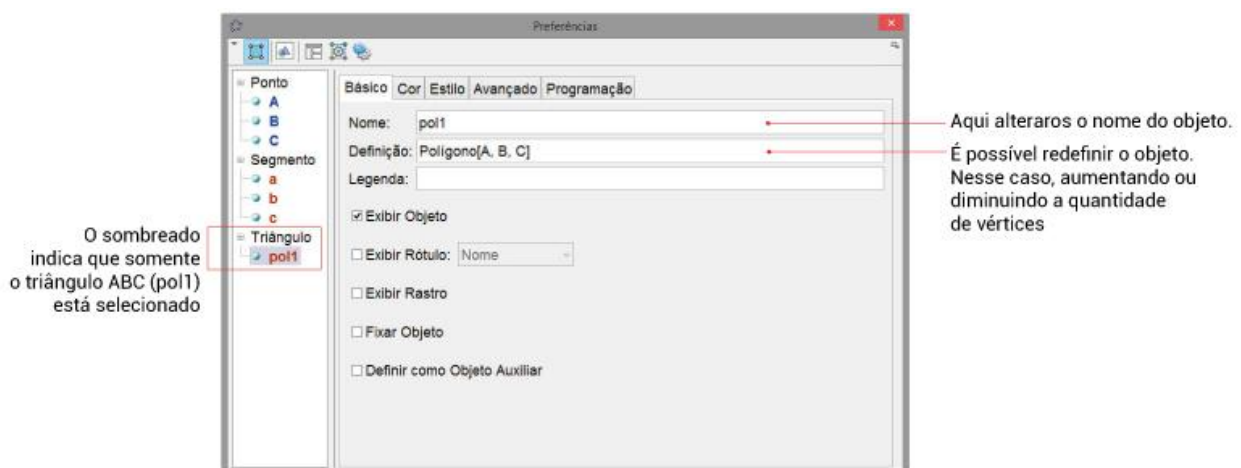 Preferências
Ponto
A
B
C
Segmento
a
b
c
Triângulo
pol1
Básico Cor Estilo Avançado Programação
Nome: pol1
Definição: Polígono[A, B, C]
Legenda:
Exibir Objeto
Exibir Rótulo: Nome
Exibir Rastro
Fixar Objeto
Definir como Objeto Auxiliar
O sombreado
indica que somente
o triângulo ABC (pol1)
está selecionado
Aqui alteraros o nome do objeto.
É possível redefinir o objeto.
Nesse caso, aumentando ou
diminuindo a quantidade
de vértices